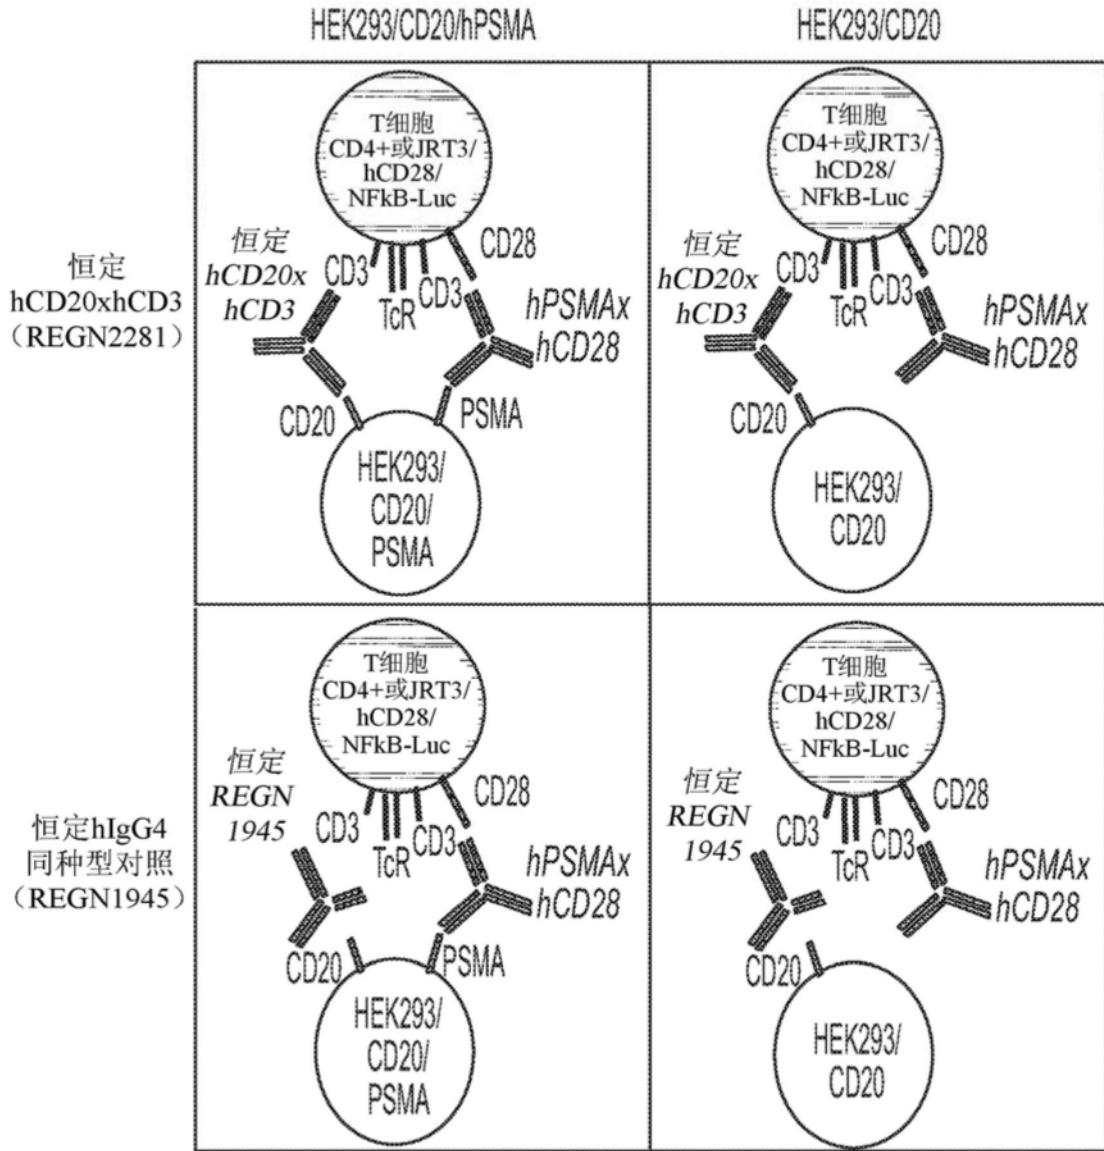 HEK293/CD20/hPSMA
HEK293/CD20
恒定
hCD20xhCD3
（REGN2281）
T细胞
CD4+或JRT3/
hCD28/
NFkB-Luc
恒定
hCD20x
hCD3
CD3
TcR
CD3
CD28
hPSMAx
hCD28
CD20
PSMA
HEK293/
CD20/
PSMA
T细胞
CD4+或JRT3/
hCD28/
NFkB-Luc
恒定
hCD20x
hCD3
CD3
TcR
CD3
CD28
hPSMAx
hCD28
CD20
HEK293/
CD20
恒定hIgG4
同种型对照
（REGN1945）
T细胞
CD4+或JRT3/
hCD28/
NFkB-Luc
恒定
REGN
1945
CD3
TcR
CD3
CD28
hPSMAx
hCD28
CD20
PSMA
HEK293/
CD20/
PSMA
T细胞
CD4+或JRT3/
hCD28/
NFkB-Luc
恒定
REGN
1945
CD3
TcR
CD3
CD28
hPSMAx
hCD28
CD20
HEK293/
CD20